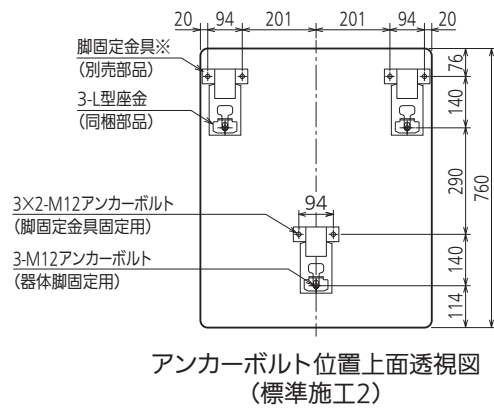 20 94 201 201 94 20
脚固定金具※
(別売部品)
3-L型座金
(同梱部品)
76
140
290
760
3×2-M12アンカーボルト
(脚固定金具固定用)
94
3-M12アンカーボルト
(器体脚固定用)
140
114
アンカーボルト位置上面透視図
(標準施工2)